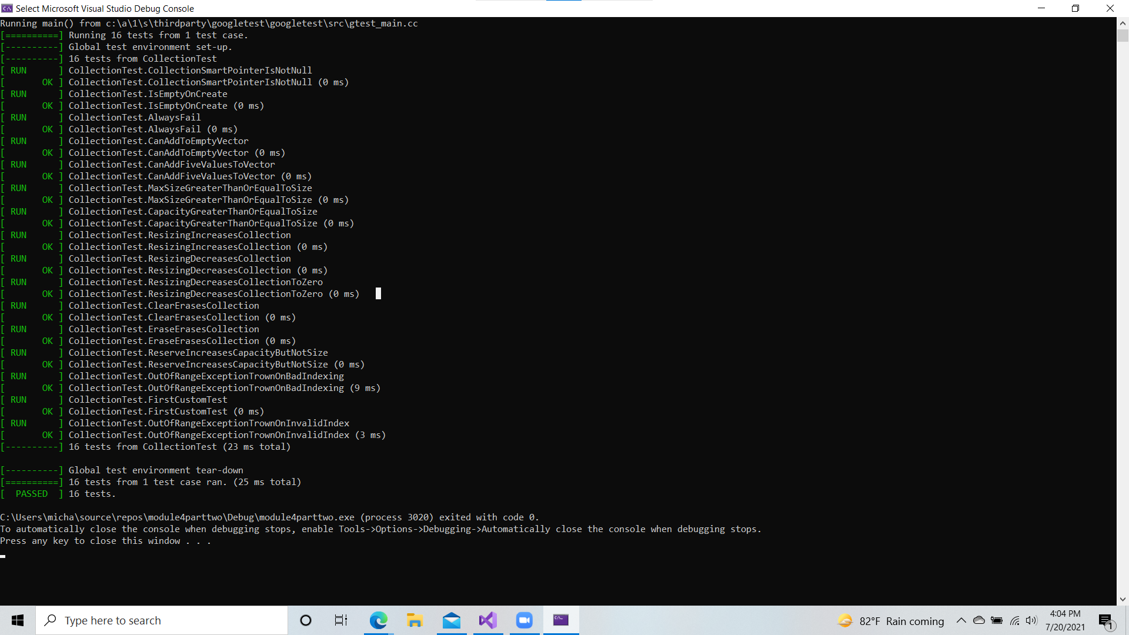 Select Microsoft Visual Studio Debug Console
Running main() from c:\a\1\s\thirdparty\googletest\googletest\src\gtest_main.cc
[==========] Running 16 tests from 1 test case.
[----------] Global test environment set-up.
[----------] 16 tests from CollectionTest
[ RUN      ] CollectionTest.CollectionSmartPointerIsNotNull
[       OK ] CollectionTest.CollectionSmartPointerIsNotNull (0 ms)
[ RUN      ] CollectionTest.IsEmptyOnCreate
[       OK ] CollectionTest.IsEmptyOnCreate (0 ms)
[ RUN      ] CollectionTest.AlwaysFail
[       OK ] CollectionTest.AlwaysFail (0 ms)
[ RUN      ] CollectionTest.CanAddToEmptyVector
[       OK ] CollectionTest.CanAddToEmptyVector (0 ms)
[ RUN      ] CollectionTest.CanAddFiveValuesToVector
[       OK ] CollectionTest.CanAddFiveValuesToVector (0 ms)
[ RUN      ] CollectionTest.MaxSizeGreaterThanOrEqualToSize
[       OK ] CollectionTest.MaxSizeGreaterThanOrEqualToSize (0 ms)
[ RUN      ] CollectionTest.CapacityGreaterThanOrEqualToSize
[       OK ] CollectionTest.CapacityGreaterThanOrEqualToSize (0 ms)
[ RUN      ] CollectionTest.ResizingIncreasesCollection
[       OK ] CollectionTest.ResizingIncreasesCollection (0 ms)
[ RUN      ] CollectionTest.ResizingDecreasesCollection
[       OK ] CollectionTest.ResizingDecreasesCollection (0 ms)
[ RUN      ] CollectionTest.ResizingDecreasesCollectionToZero
[       OK ] CollectionTest.ResizingDecreasesCollectionToZero (0 ms)
[ RUN      ] CollectionTest.ClearErasesCollection
[       OK ] CollectionTest.ClearErasesCollection (0 ms)
[ RUN      ] CollectionTest.EraseErasesCollection
[       OK ] CollectionTest.EraseErasesCollection (0 ms)
[ RUN      ] CollectionTest.ReserveIncreasesCapacityButNotSize
[       OK ] CollectionTest.ReserveIncreasesCapacityButNotSize (0 ms)
[ RUN      ] CollectionTest.OutOfRangeExceptionTrownOnBadIndexing
[       OK ] CollectionTest.OutOfRangeExceptionTrownOnBadIndexing (9 ms)
[ RUN      ] CollectionTest.FirstCustomTest
[       OK ] CollectionTest.FirstCustomTest (0 ms)
[ RUN      ] CollectionTest.OutOfRangeExceptionTrownOnInvalidIndex
[       OK ] CollectionTest.OutOfRangeExceptionTrownOnInvalidIndex (3 ms)
[----------] 16 tests from CollectionTest (23 ms total)
[----------] Global test environment tear-down
[==========] 16 tests from 1 test case ran. (25 ms total)
[  PASSED  ] 16 tests.
C:\Users\micha\source\repos\module4parttwo\Debug\module4parttwo.exe (process 3020) exited with code 0.
To automatically close the console when debugging stops, enable Tools->Options->Debugging->Automatically close the console when debugging stops.
Press any key to close this window . . .
Type here to search
82°F Rain coming
4:04 PM
7/20/2021
1